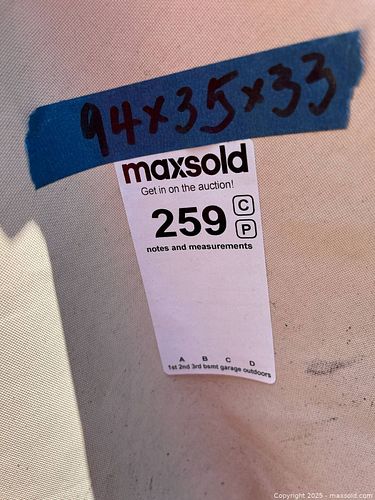 94x35x33
maxsold
Get in on the auction!
259 C
P
notes and measurements
A B C D
1st 2nd 3rd bsmt garage outdoors
Copyright 2025 - maxsold.com